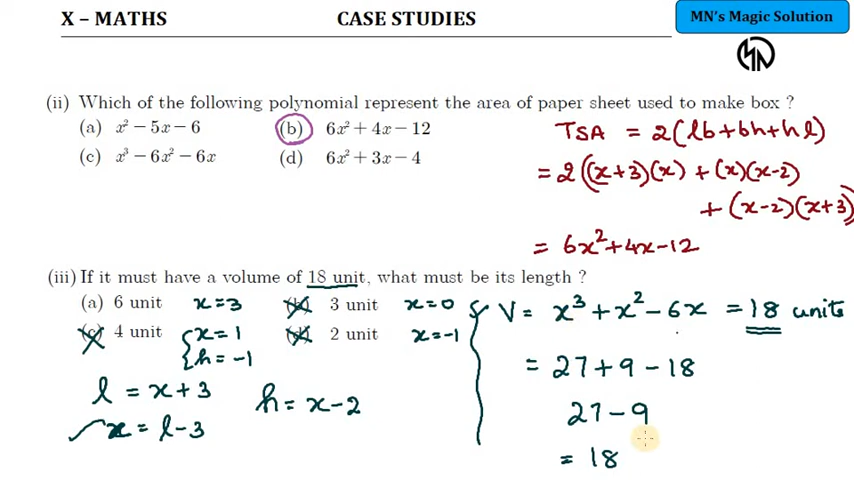 X – MATHS CASE STUDIES MN's Magic Solution
MN
(ii) Which of the following polynomial represent the area of paper sheet used to make box ?
(a) x² − 5x − 6 (b) 6x² + 4x − 12
(c) x³ − 6x² − 6x (d) 6x² + 3x − 4
TSA = 2(lb+bh+hl)
= 2((x+3)(x) + (x)(x-2)
+ (x-2)(x+3)
= 6x²+4x-12
(iii) If it must have a volume of 18 unit, what must be its length ?
(a) 6 unit x=3 (b) 3 unit x=0
(c) 4 unit x=1 (d) 2 unit x=-1
h=-1
l = x+3 h = x-2
x = l-3
V = x³+x²-6x = 18 units
= 27+9-18
27-9
= 18